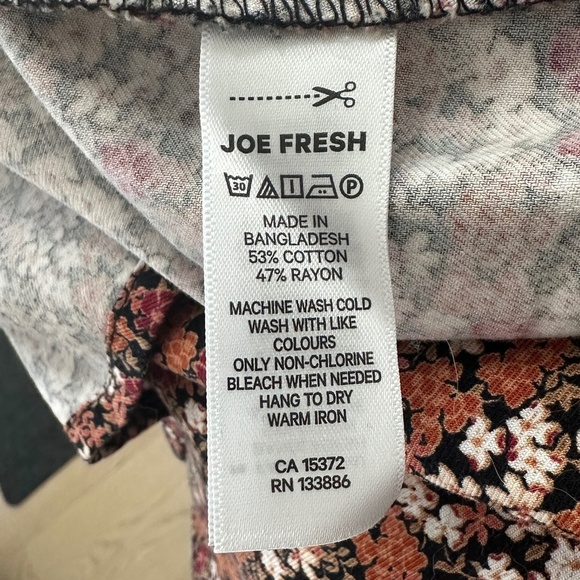 JOE FRESH
30 P
MADE IN
BANGLADESH
53% COTTON
47% RAYON
MACHINE WASH COLD
WASH WITH LIKE
COLOURS
ONLY NON-CHLORINE
BLEACH WHEN NEEDED
HANG TO DRY
WARM IRON
CA 15372
RN 133886